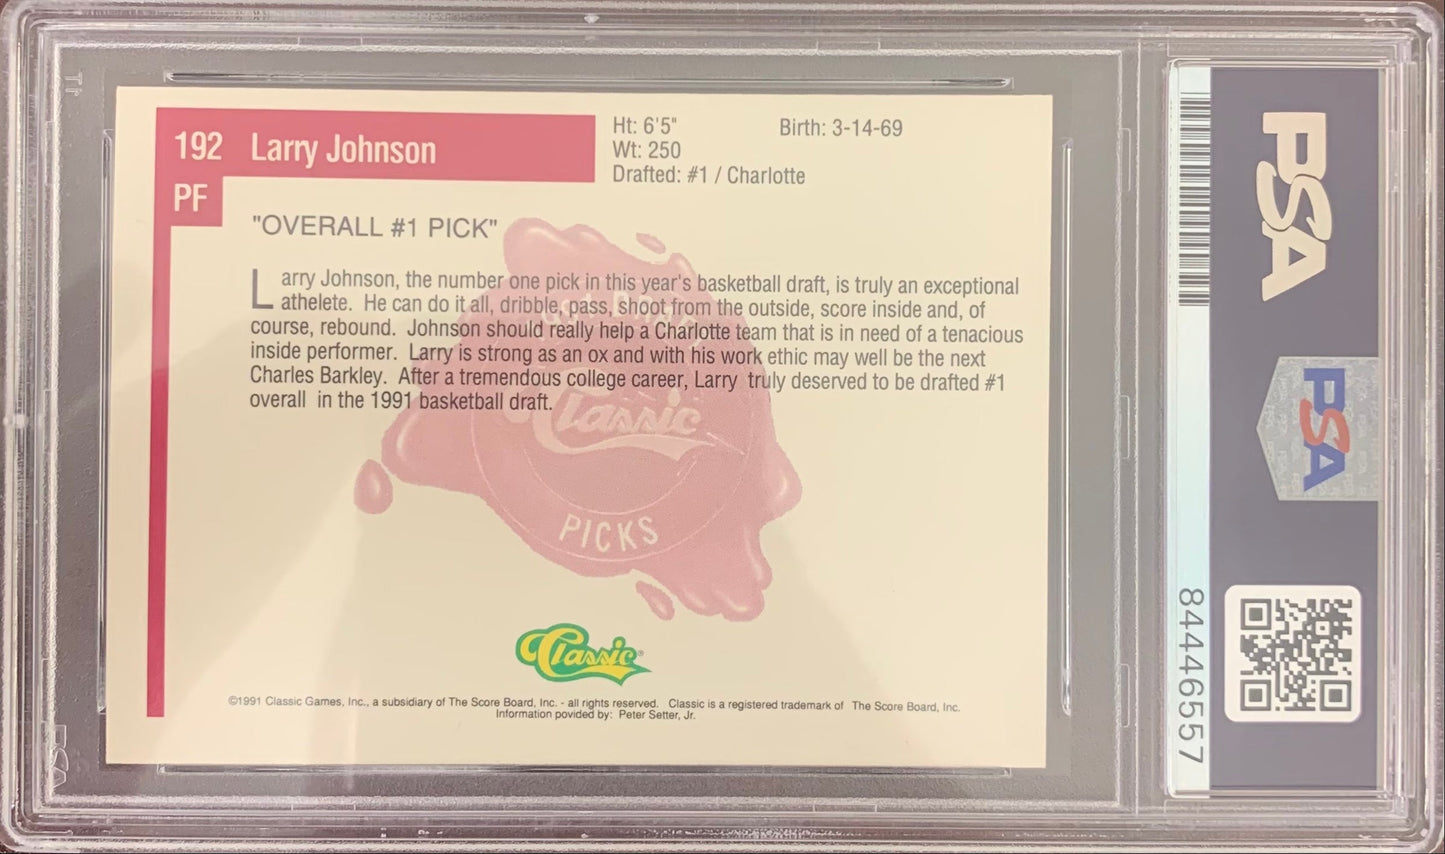 192 Larry Johnson
PF
Ht: 6'5" Birth: 3-14-69
Wt: 250
Drafted: #1 / Charlotte
"OVERALL #1 PICK"
Larry Johnson, the number one pick in this year's basketball draft, is truly an exceptional
athelete. He can do it all, dribble, pass, shoot from the outside, score inside and, of
course, rebound. Johnson should really help a Charlotte team that is in need of a tenacious
inside performer. Larry is strong as an ox and with his work ethic may well be the next
Charles Barkley. After a tremendous college career, Larry truly deserved to be drafted #1
overall in the 1991 basketball draft.
Classic
PICKS
Classic®
©1991 Classic Games, Inc., a subsidiary of The Score Board, Inc. - all rights reserved. Classic is a registered trademark of The Score Board, Inc.
Information provided by: Peter Setter, Jr.
PSA
PSA
84446557
PSA